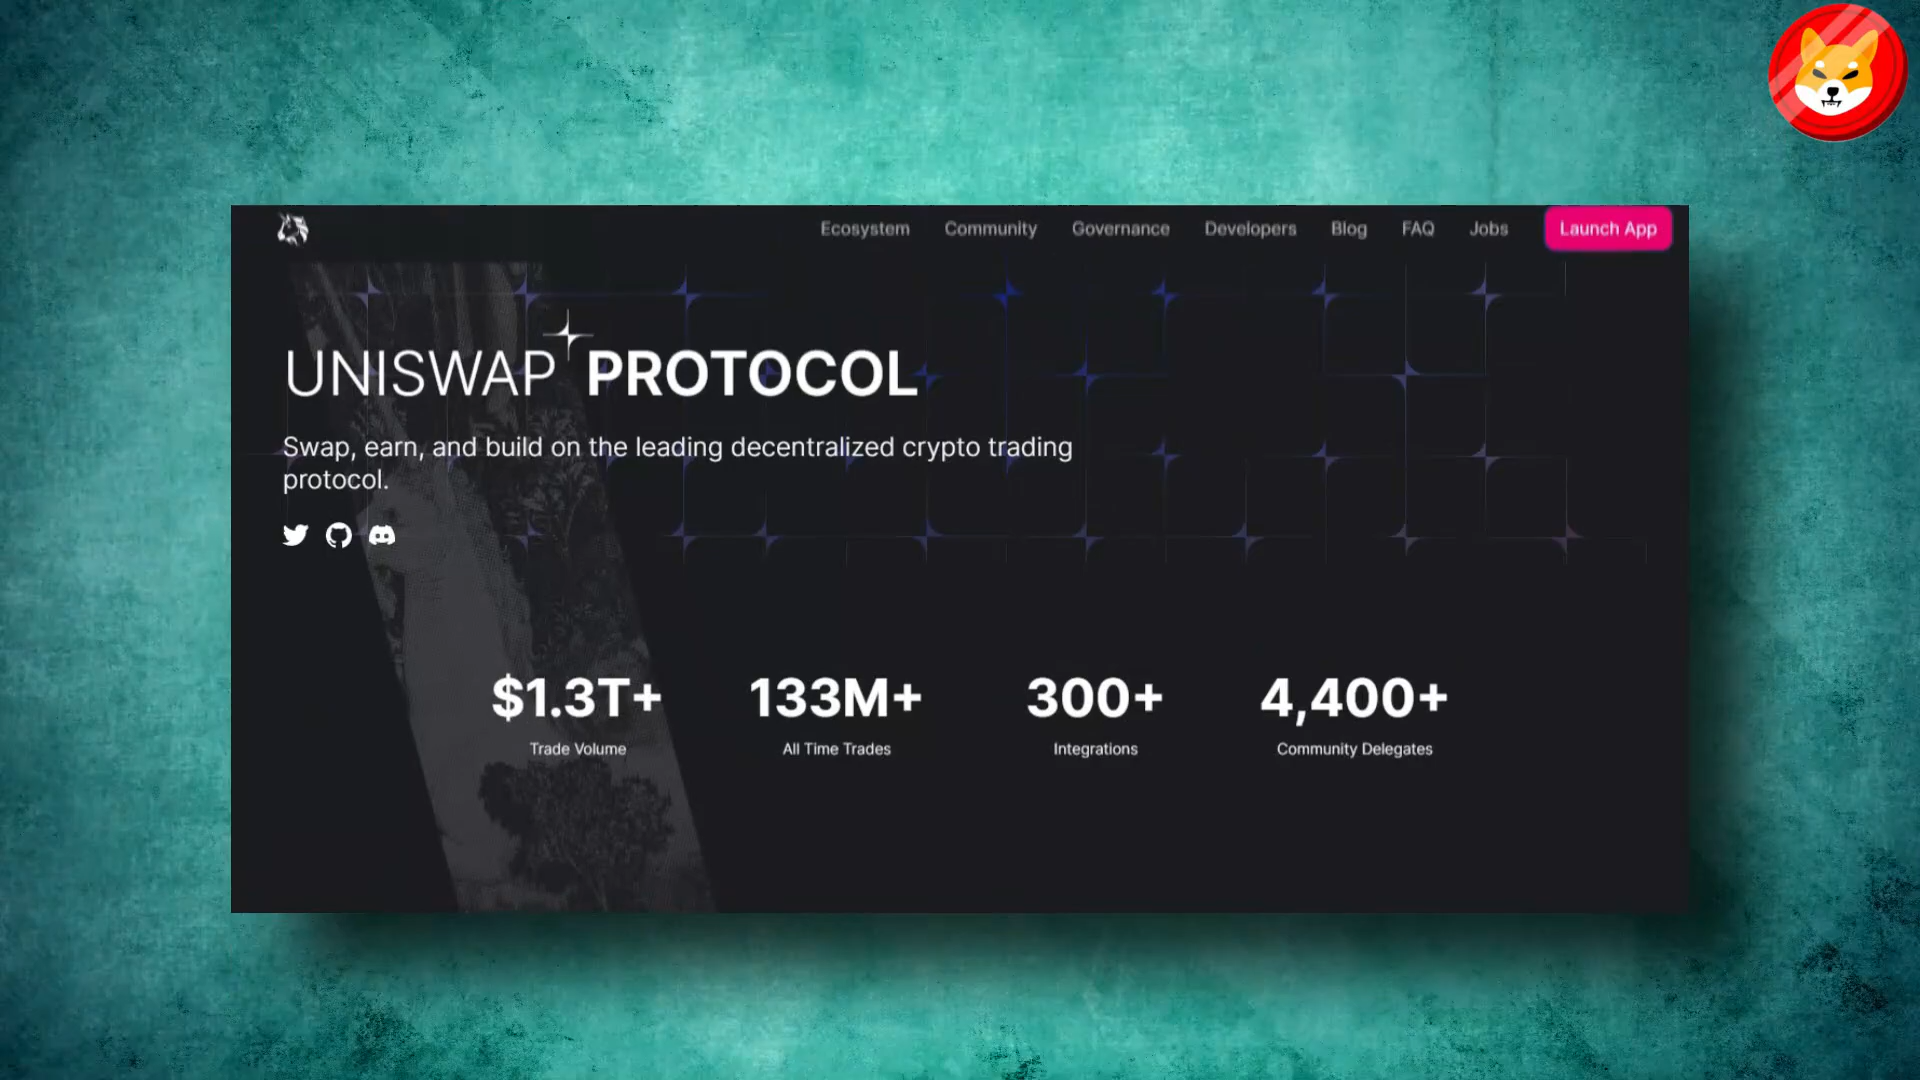 Ecosystem Community Governance Developers Blog FAQ Jobs Launch App
UNISWAP PROTOCOL
Swap, earn, and build on the leading decentralized crypto trading
protocol.
$1.3T+ 133M+ 300+ 4,400+
Trade Volume All Time Trades Integrations Community Delegates